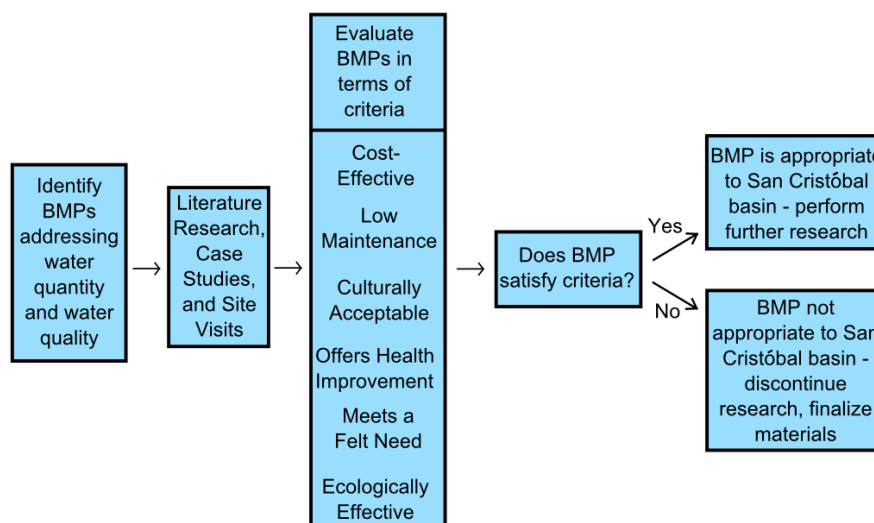 Identify
BMPs
addressing
water
quantity
and water
quality
Literature
Research,
Case
Studies,
and Site
Visits
Evaluate
BMPs in
terms of
criteria
Cost-
Effective
Low
Maintenance
Culturally
Acceptable
Offers Health
Improvement
Meets a
Felt Need
Ecologically
Effective
Does BMP
satisfy criteria?
Yes
No
BMP is appropriate
to San Cristóbal
basin - perform
further research
BMP not
appropriate to San
Cristóbal basin -
discontinue
research, finalize
materials